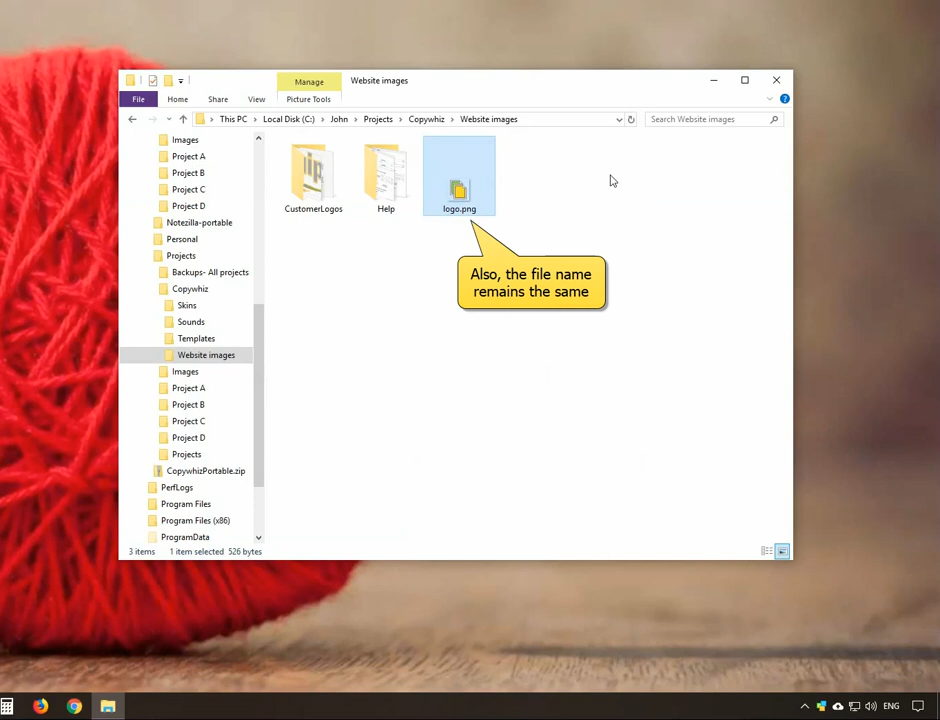 Manage
Website images
File
Home
Share
View
Picture Tools
This PC
Local Disk (C:)
John
Projects
Copywhiz
Website images
Search Website images
Images
Project A
Project B
Project C
Project D
Notezilla-portable
Personal
Projects
Backups- All projects
Copywhiz
Skins
Sounds
Templates
Website images
Images
Project A
Project B
Project C
Project D
Projects
CopywhizPortable.zip
PerfLogs
Program Files
Program Files (x86)
ProgramData
CustomerLogos
Help
logo.png
Also, the file name
remains the same
3 items
1 item selected 526 bytes
ENG